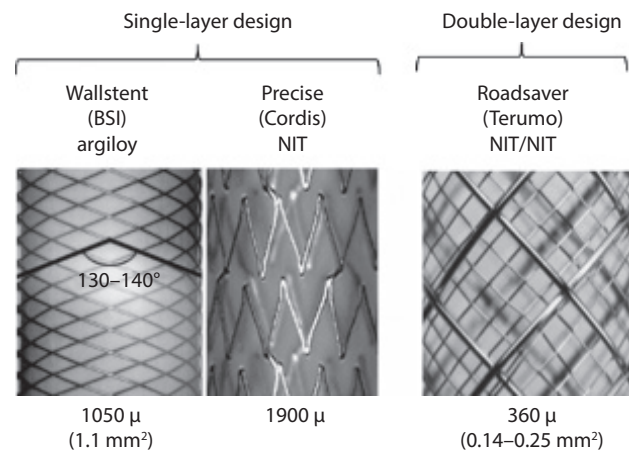 Single-layer design
Double-layer design
Wallstent
(BSI)
argiloy
Precise
(Cordis)
NIT
Roadsaver
(Terumo)
NIT/NIT
130–140°
1050 μ
(1.1 mm²)
1900 μ
360 μ
(0.14–0.25 mm²)